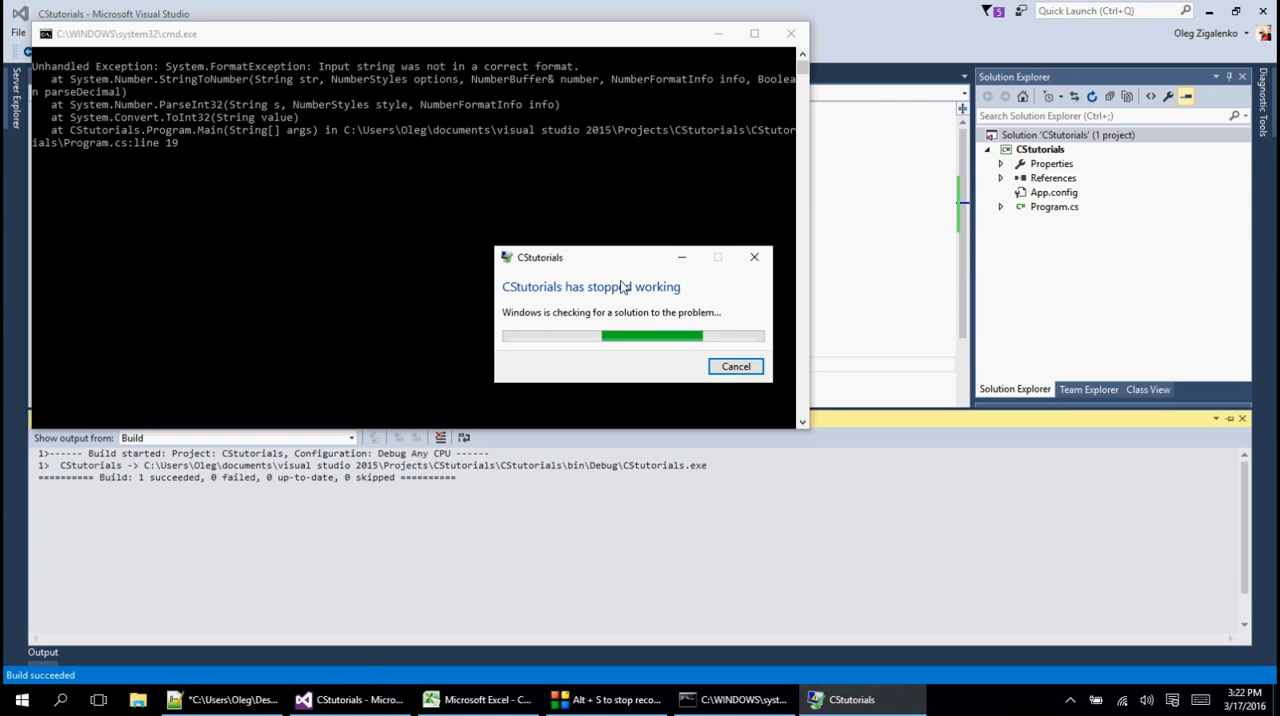 CStutorials - Microsoft Visual Studio
5
Quick Launch (Ctrl+Q)
File
Oleg Zigalenko
C:\WINDOWS\system32\cmd.exe
Unhandled Exception: System.FormatException: Input string was not in a correct format.
at System.Number.StringToNumber(String str, NumberStyles options, NumberBuffer& number, NumberFormatInfo info, Boolea
n parseDecimal)
at System.Number.ParseInt32(String s, NumberStyles style, NumberFormatInfo info)
at System.Convert.ToInt32(String value)
at CStutorials.Program.Main(String[] args) in C:\Users\Oleg\documents\visual studio 2015\Projects\CStutorials\CStutor
ials\Program.cs:line 19
Server Explorer
CStutorials
CStutorials has stopped working
Windows is checking for a solution to the problem...
Cancel
Solution Explorer
Search Solution Explorer (Ctrl+;)
Solution 'CStutorials' (1 project)
CStutorials
Properties
References
App.config
Program.cs
Solution Explorer
Team Explorer
Class View
Diagnostic Tools
Show output from:
Build
1>------ Build started: Project: CStutorials, Configuration: Debug Any CPU ------
1>  CStutorials -> C:\Users\Oleg\documents\visual studio 2015\Projects\CStutorials\CStutorials\bin\Debug\CStutorials.exe
========== Build: 1 succeeded, 0 failed, 0 up-to-date, 0 skipped ==========
Output
Build succeeded
*C:\Users\Oleg\Des...
CStutorials - Micro...
Microsoft Excel - C...
Alt + S to stop reco...
C:\WINDOWS\syst...
CStutorials
3:22 PM
3/17/2016